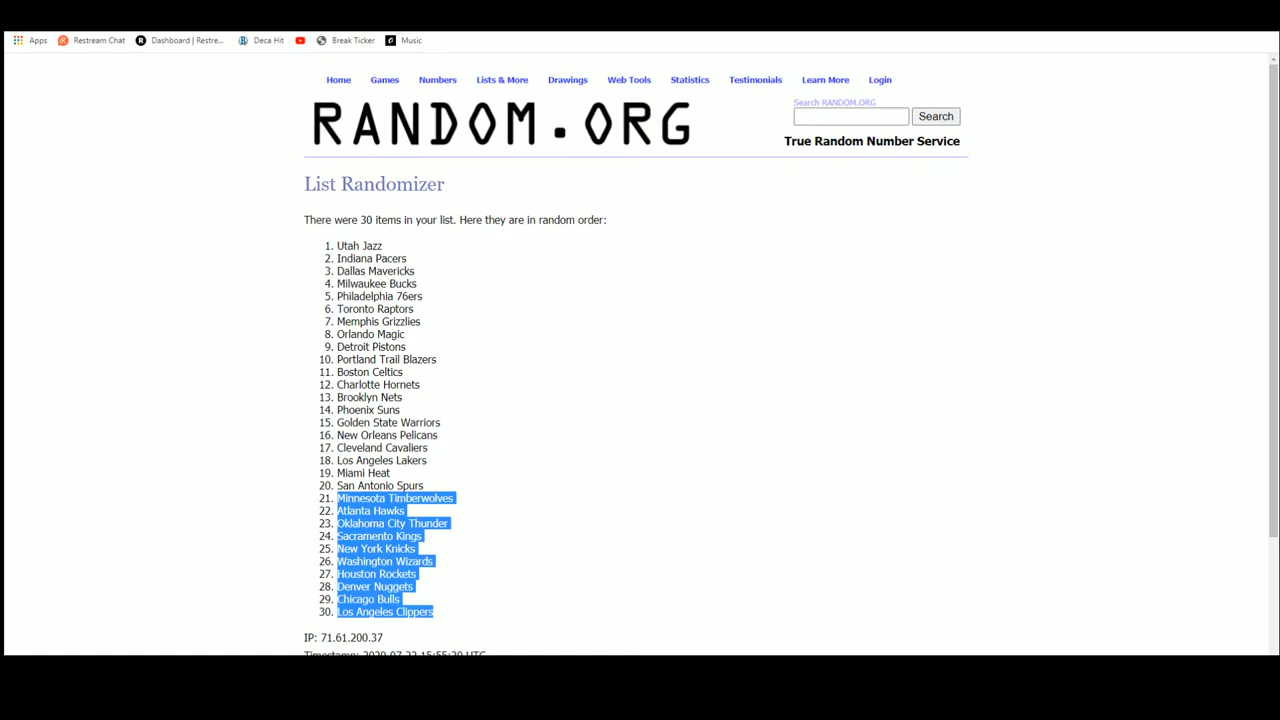 Apps Restream Chat Dashboard | Restre... Deca Hit Break Ticker Music
Home Games Numbers Lists & More Drawings Web Tools Statistics Testimonials Learn More Login
RANDOM.ORG
Search RANDOM.ORG
Search
True Random Number Service
List Randomizer
There were 30 items in your list. Here they are in random order:
1. Utah Jazz
2. Indiana Pacers
3. Dallas Mavericks
4. Milwaukee Bucks
5. Philadelphia 76ers
6. Toronto Raptors
7. Memphis Grizzlies
8. Orlando Magic
9. Detroit Pistons
10. Portland Trail Blazers
11. Boston Celtics
12. Charlotte Hornets
13. Brooklyn Nets
14. Phoenix Suns
15. Golden State Warriors
16. New Orleans Pelicans
17. Cleveland Cavaliers
18. Los Angeles Lakers
19. Miami Heat
20. San Antonio Spurs
21. Minnesota Timberwolves
22. Atlanta Hawks
23. Oklahoma City Thunder
24. Sacramento Kings
25. New York Knicks
26. Washington Wizards
27. Houston Rockets
28. Denver Nuggets
29. Chicago Bulls
30. Los Angeles Clippers
IP: 71.61.200.37